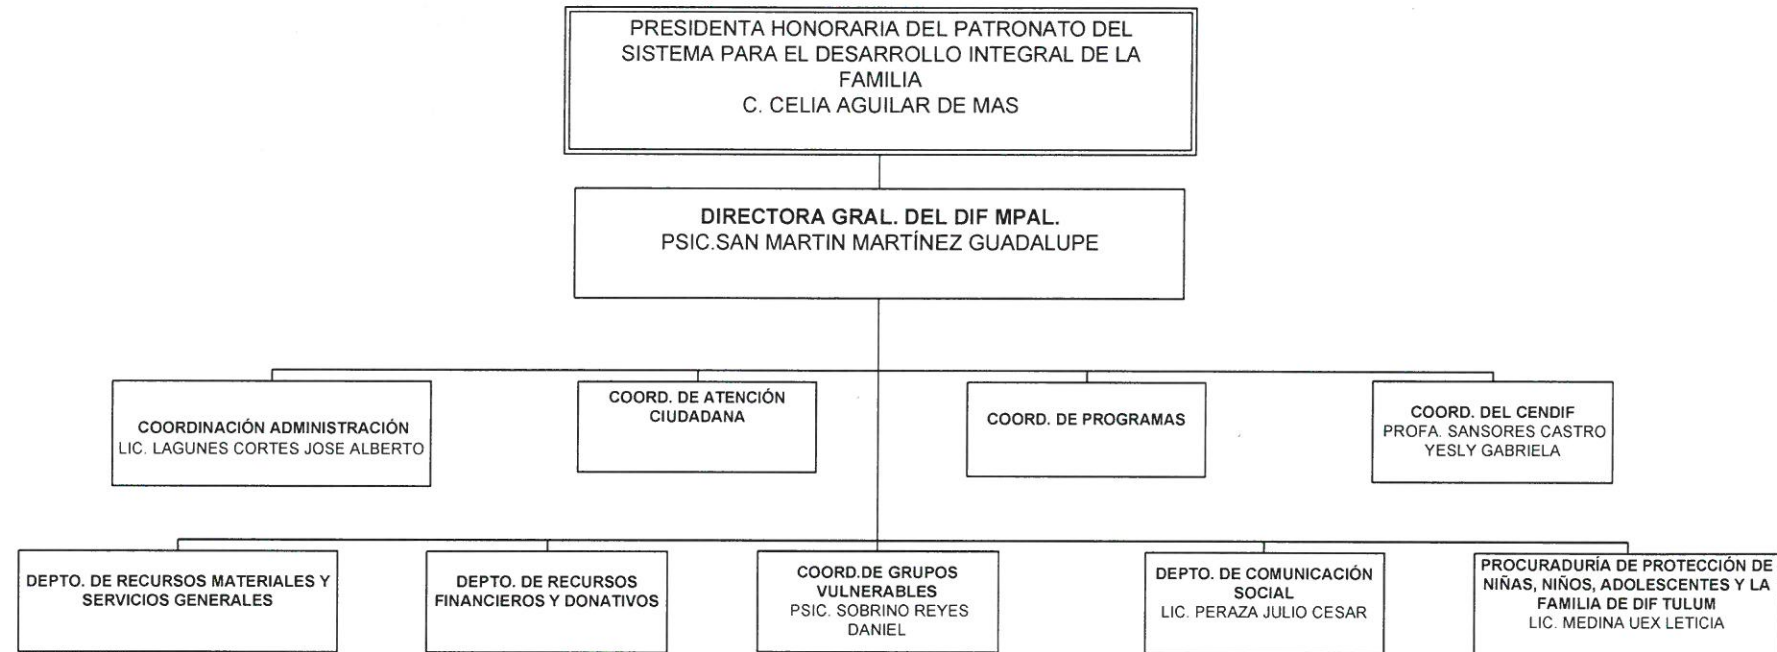 PRESIDENTA HONORARIA DEL PATRONATO DEL
SISTEMA PARA EL DESARROLLO INTEGRAL DE LA
FAMILIA
C. CELIA AGUILAR DE MAS
DIRECTORA GRAL. DEL DIF MPAL.
PSIC.SAN MARTIN MARTÍNEZ GUADALUPE
COORDINACIÓN ADMINISTRACIÓN
LIC. LAGUNES CORTES JOSE ALBERTO
COORD. DE ATENCIÓN
CIUDADANA
COORD. DE PROGRAMAS
COORD. DEL CENDIF
PROFA. SANSORES CASTRO
YESLY GABRIELA
DEPTO. DE RECURSOS MATERIALES Y
SERVICIOS GENERALES
DEPTO. DE RECURSOS
FINANCIEROS Y DONATIVOS
COORD.DE GRUPOS
VULNERABLES
PSIC. SOBRINO REYES
DANIEL
DEPTO. DE COMUNICACIÓN
SOCIAL
LIC. PERAZA JULIO CESAR
PROCURADURÍA DE PROTECCIÓN DE
NIÑAS, NIÑOS, ADOLESCENTES Y LA
FAMILIA DE DIF TULUM
LIC. MEDINA UEX LETICIA